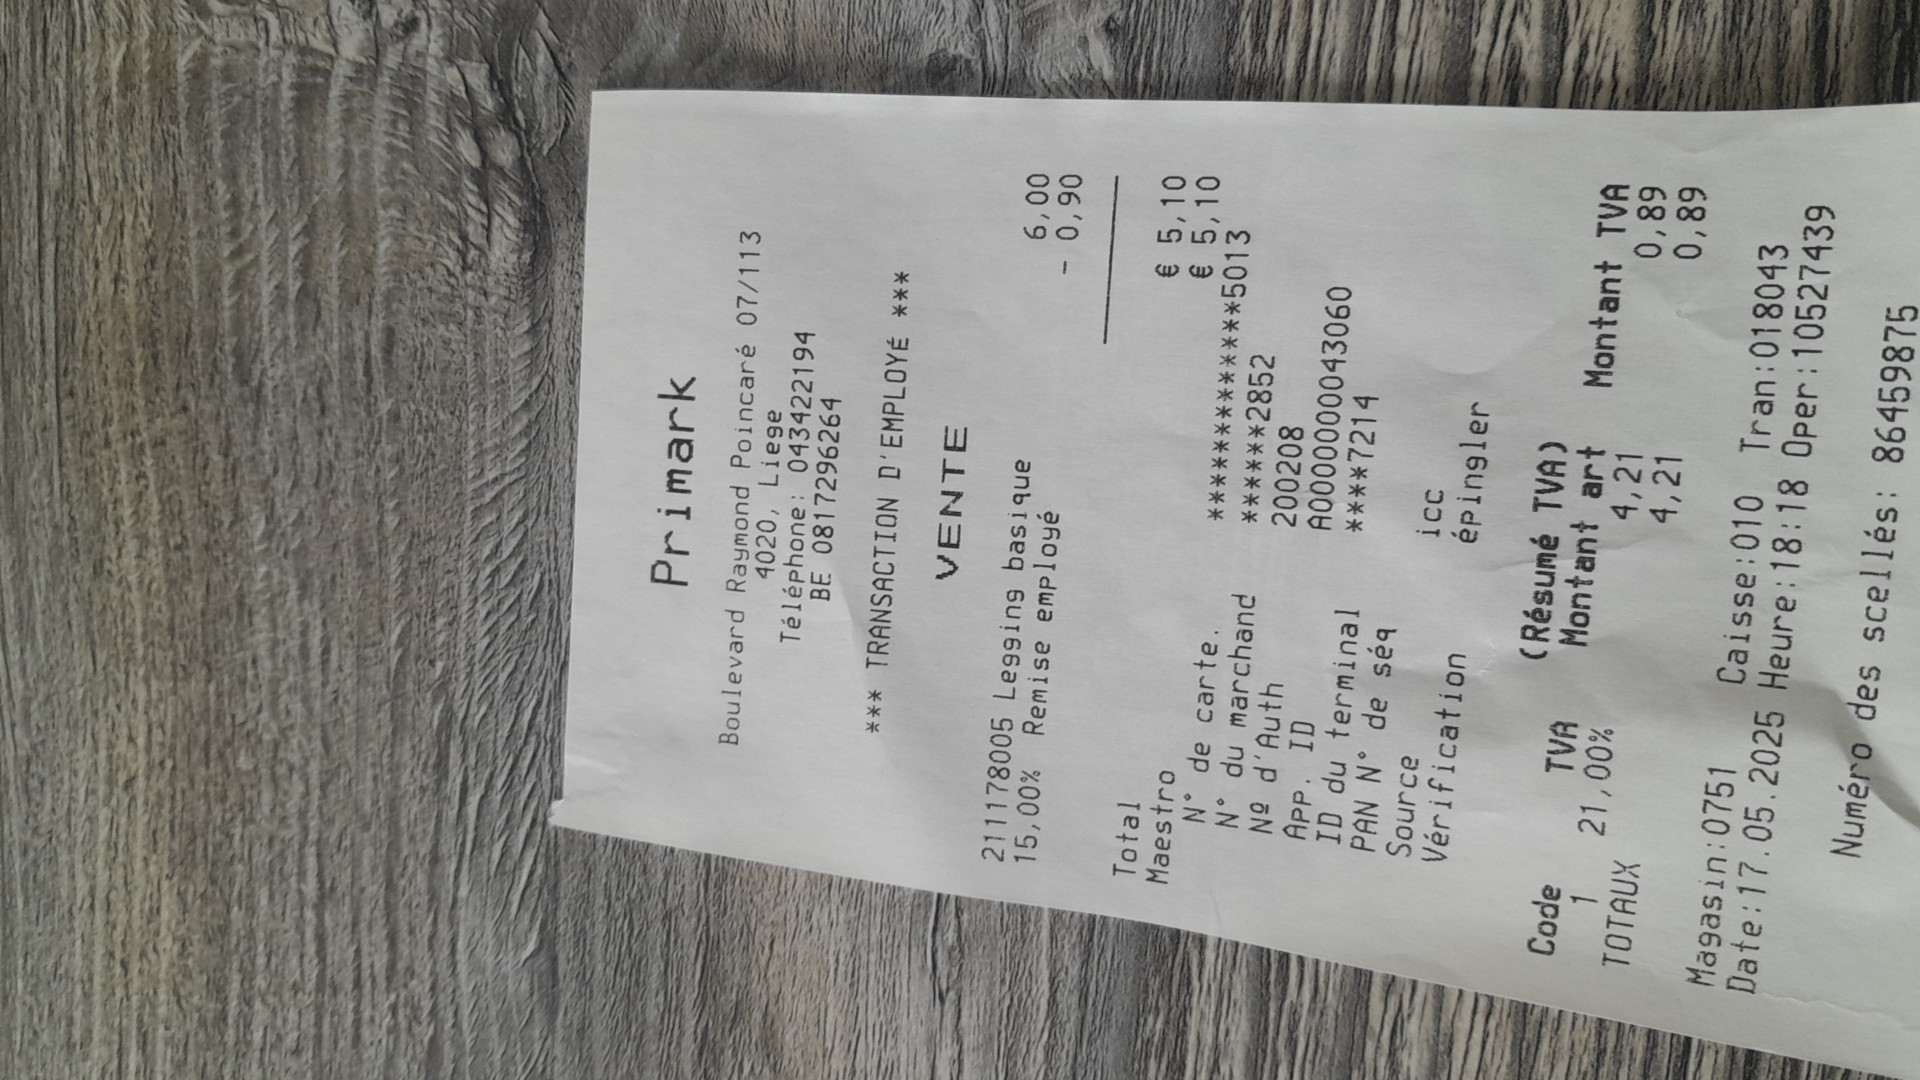 Primark
Boulevard Raymond Poincaré 07/113
4020, Liege
Téléphone: 043422194
BE 0817296264
*** TRANSACTION D'EMPLOYÉ ***
VENTE
211178005 Legging basique 6,00
15,00% Remise employé - 0,90
Total € 5,10
Maestro € 5,10
N° de carte. ***************5013
N° du marchand ******2852
Nº d'Auth 200208
App. ID A0000000043060
ID du terminal ****7214
PAN N° de séq
Source icc
Vérification épingler
(Résumé TVA)
Code TVA Montant art Montant TVA
1 21,00% 4,21 0,89
TOTAUX 4,21 0,89
Magasin:0751 Caisse:010 Tran:018043
Date:17.05.2025 Heure:18:18 Oper:10527439
Numéro des scellés: 86459875